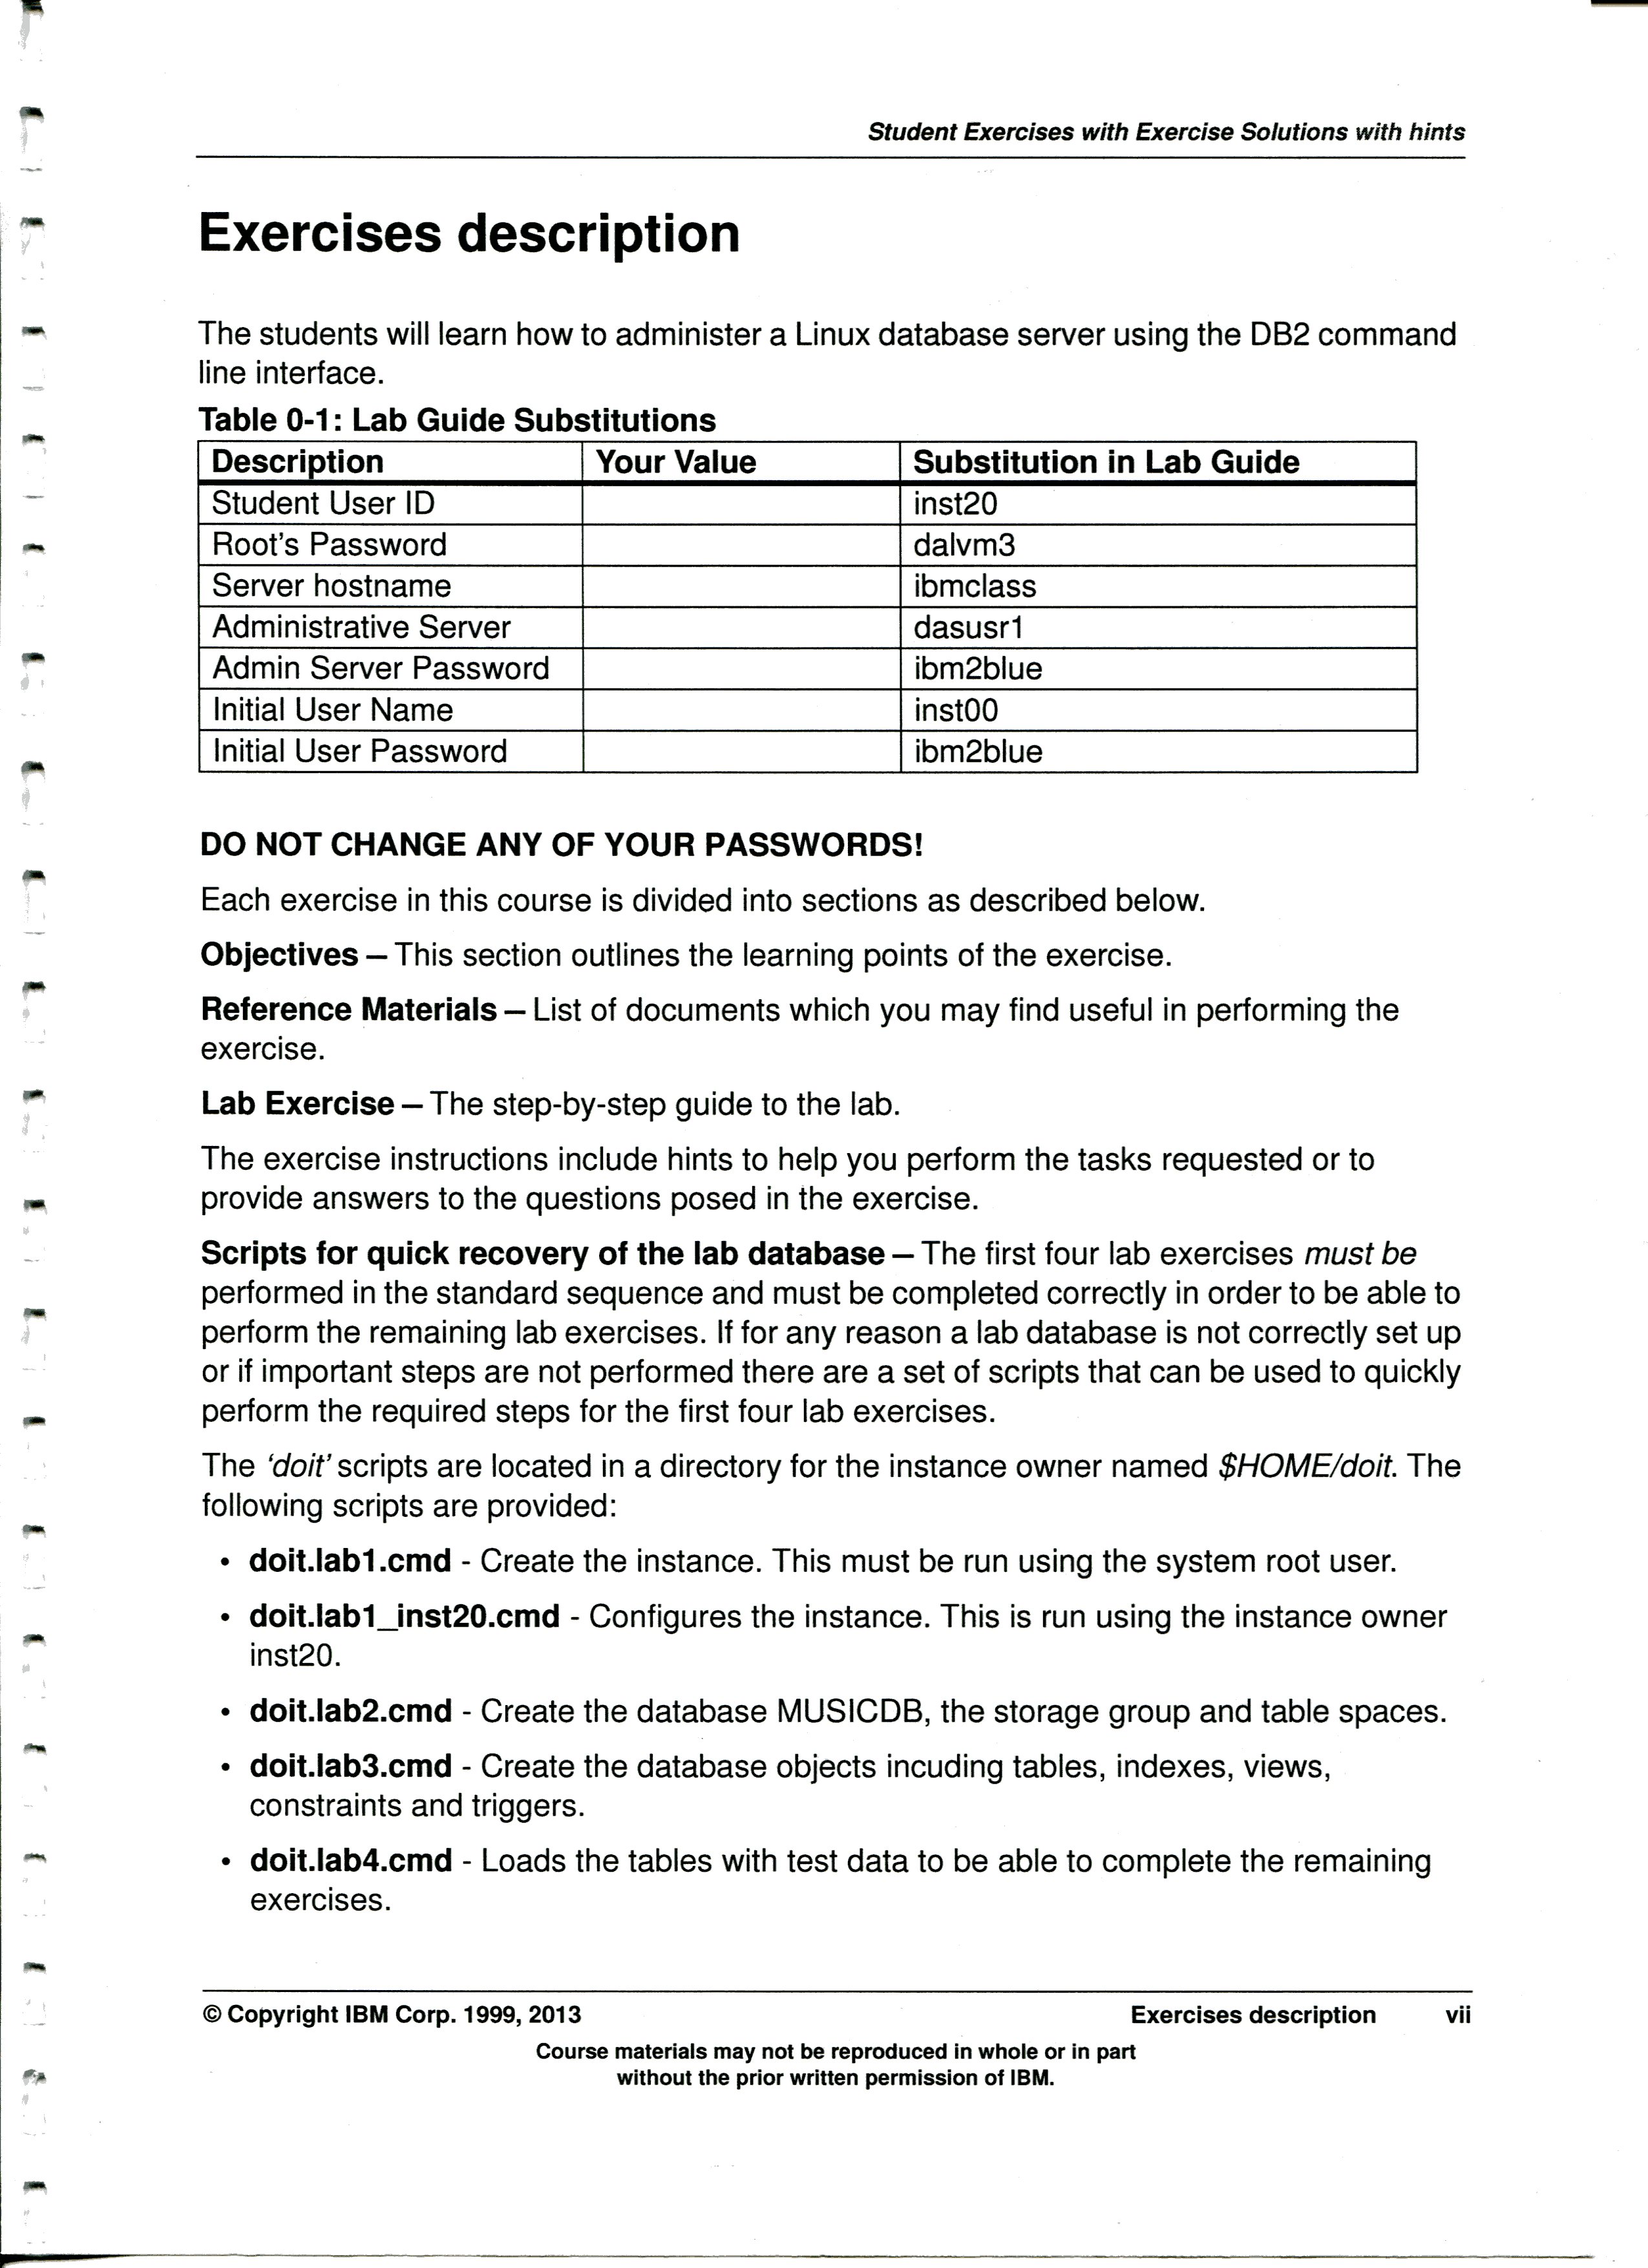 Student Exercises with Exercise Solutions with hints
Exercises description
The students will learn how to administer a Linux database server using the DB2 command
line interface.
Table 0-1: Lab Guide Substitutions
Description Your Value Substitution in Lab Guide
Student User ID inst20
Root's Password dalvm3
Server hostname ibmclass
Administrative Server dasusr1
Admin Server Password ibm2blue
Initial User Name inst00
Initial User Password ibm2blue
DO NOT CHANGE ANY OF YOUR PASSWORDS!
Each exercise in this course is divided into sections as described below.
Objectives — This section outlines the learning points of the exercise.
Reference Materials — List of documents which you may find useful in performing the
exercise.
Lab Exercise — The step-by-step guide to the lab.
The exercise instructions include hints to help you perform the tasks requested or to
provide answers to the questions posed in the exercise.
Scripts for quick recovery of the lab database — The first four lab exercises must be
performed in the standard sequence and must be completed correctly in order to be able to
perform the remaining lab exercises. If for any reason a lab database is not correctly set up
or if important steps are not performed there are a set of scripts that can be used to quickly
perform the required steps for the first four lab exercises.
The ‘doit’ scripts are located in a directory for the instance owner named $HOME/doit. The
following scripts are provided:
• doit.lab1.cmd - Create the instance. This must be run using the system root user.
• doit.lab1_inst20.cmd - Configures the instance. This is run using the instance owner
inst20.
• doit.lab2.cmd - Create the database MUSICDB, the storage group and table spaces.
• doit.lab3.cmd - Create the database objects incuding tables, indexes, views,
constraints and triggers.
• doit.lab4.cmd - Loads the tables with test data to be able to complete the remaining
exercises.
© Copyright IBM Corp. 1999, 2013 Exercises description vii
Course materials may not be reproduced in whole or in part
without the prior written permission of IBM.